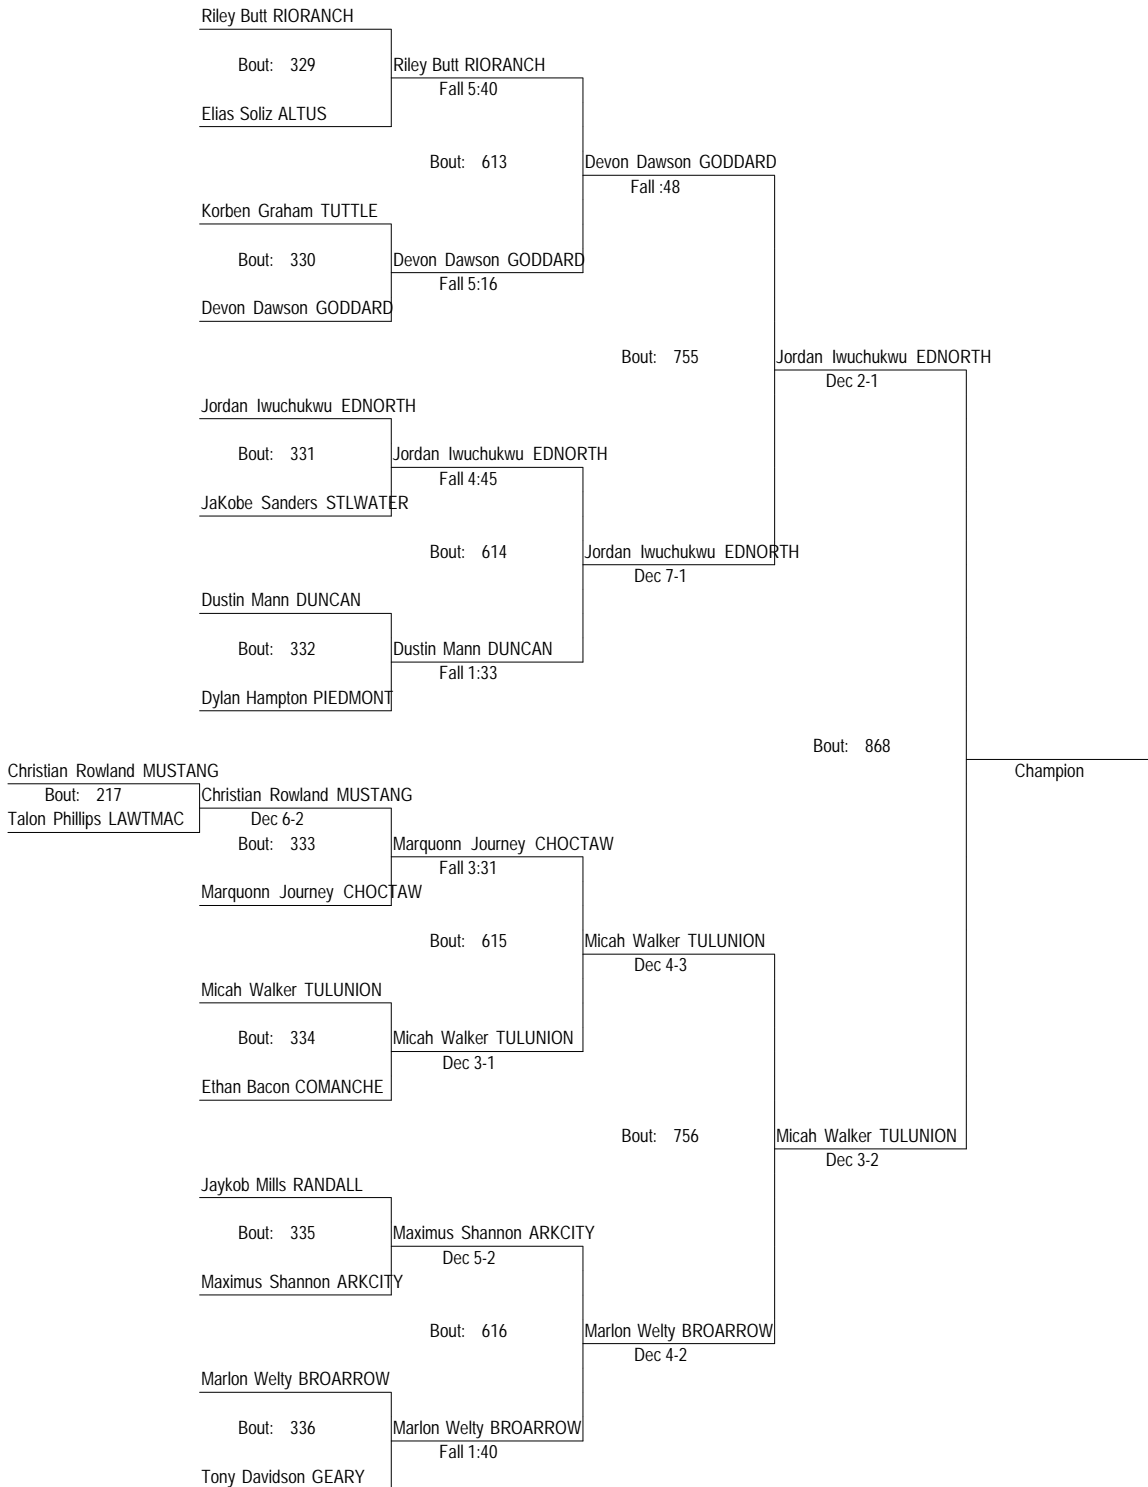 Riley Butt RIORANCH
Bout: 329
Riley Butt RIORANCH
Fall 5:40
Elias Soliz ALTUS
Bout: 613
Devon Dawson GODDARD
Fall :48
Korben Graham TUTTLE
Bout: 330
Devon Dawson GODDARD
Fall 5:16
Devon Dawson GODDARD
Bout: 755
Jordan Iwuchukwu EDNORTH
Dec 2-1
Jordan Iwuchukwu EDNORTH
Bout: 331
Jordan Iwuchukwu EDNORTH
Fall 4:45
JaKobe Sanders STLWATER
Bout: 614
Jordan Iwuchukwu EDNORTH
Dec 7-1
Dustin Mann DUNCAN
Bout: 332
Dustin Mann DUNCAN
Fall 1:33
Dylan Hampton PIEDMONT
Bout: 868
Champion
Christian Rowland MUSTANG
Bout: 217
Christian Rowland MUSTANG
Talon Phillips LAWTMAC
Dec 6-2
Bout: 333
Marquonn Journey CHOCTAW
Fall 3:31
Marquonn Journey CHOCTAW
Bout: 615
Micah Walker TULUNION
Dec 4-3
Micah Walker TULUNION
Bout: 334
Micah Walker TULUNION
Dec 3-1
Ethan Bacon COMANCHE
Bout: 756
Micah Walker TULUNION
Dec 3-2
Jaykob Mills RANDALL
Bout: 335
Maximus Shannon ARKCITY
Dec 5-2
Maximus Shannon ARKCITY
Bout: 616
Marlon Welty BROARROW
Dec 4-2
Marlon Welty BROARROW
Bout: 336
Marlon Welty BROARROW
Fall 1:40
Tony Davidson GEARY